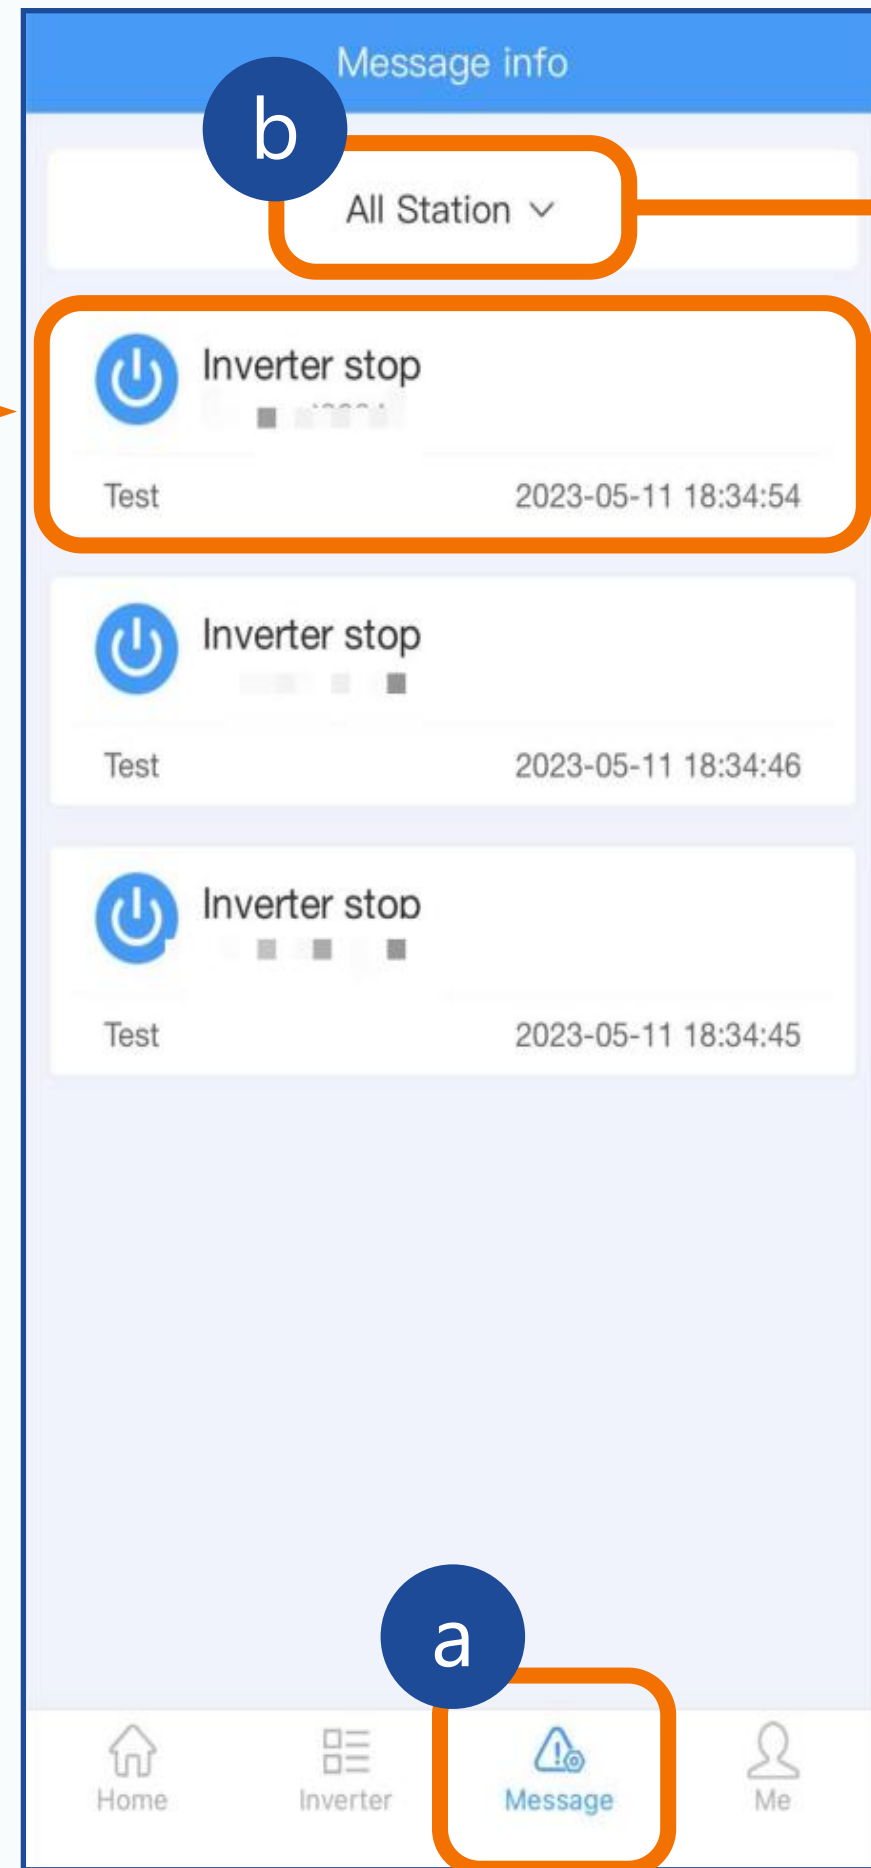 Message info
b
All Station
Inverter stop
Test 2023-05-11 18:34:54
Inverter stop
Test 2023-05-11 18:34:46
Inverter stop
Test 2023-05-11 18:34:45
a
Home Inverter Message Me